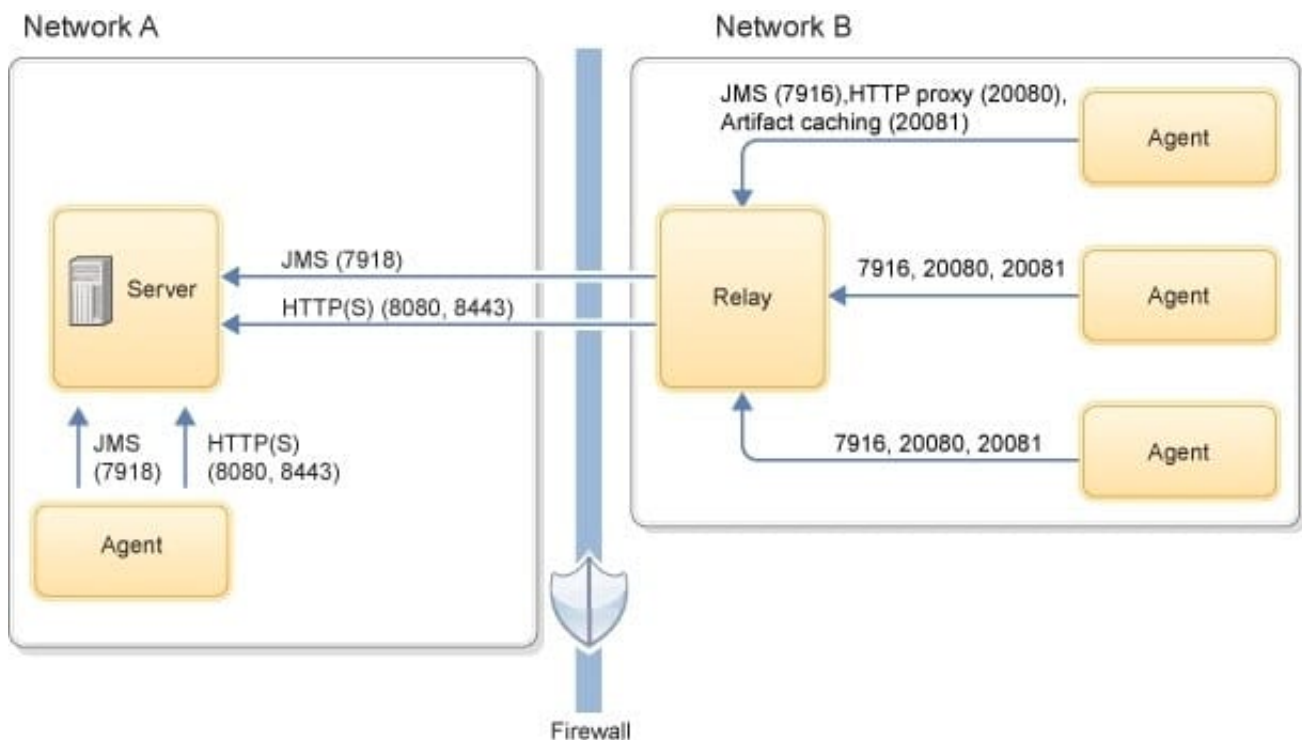 Network A
Network B
JMS (7916),HTTP proxy (20080),
Artifact caching (20081)
Agent
JMS (7918)
7916, 20080, 20081
Server
HTTP(S) (8080, 8443)
Relay
Agent
JMS
(7918)
HTTP(S)
(8080, 8443)
7916, 20080, 20081
Agent
Agent
Firewall